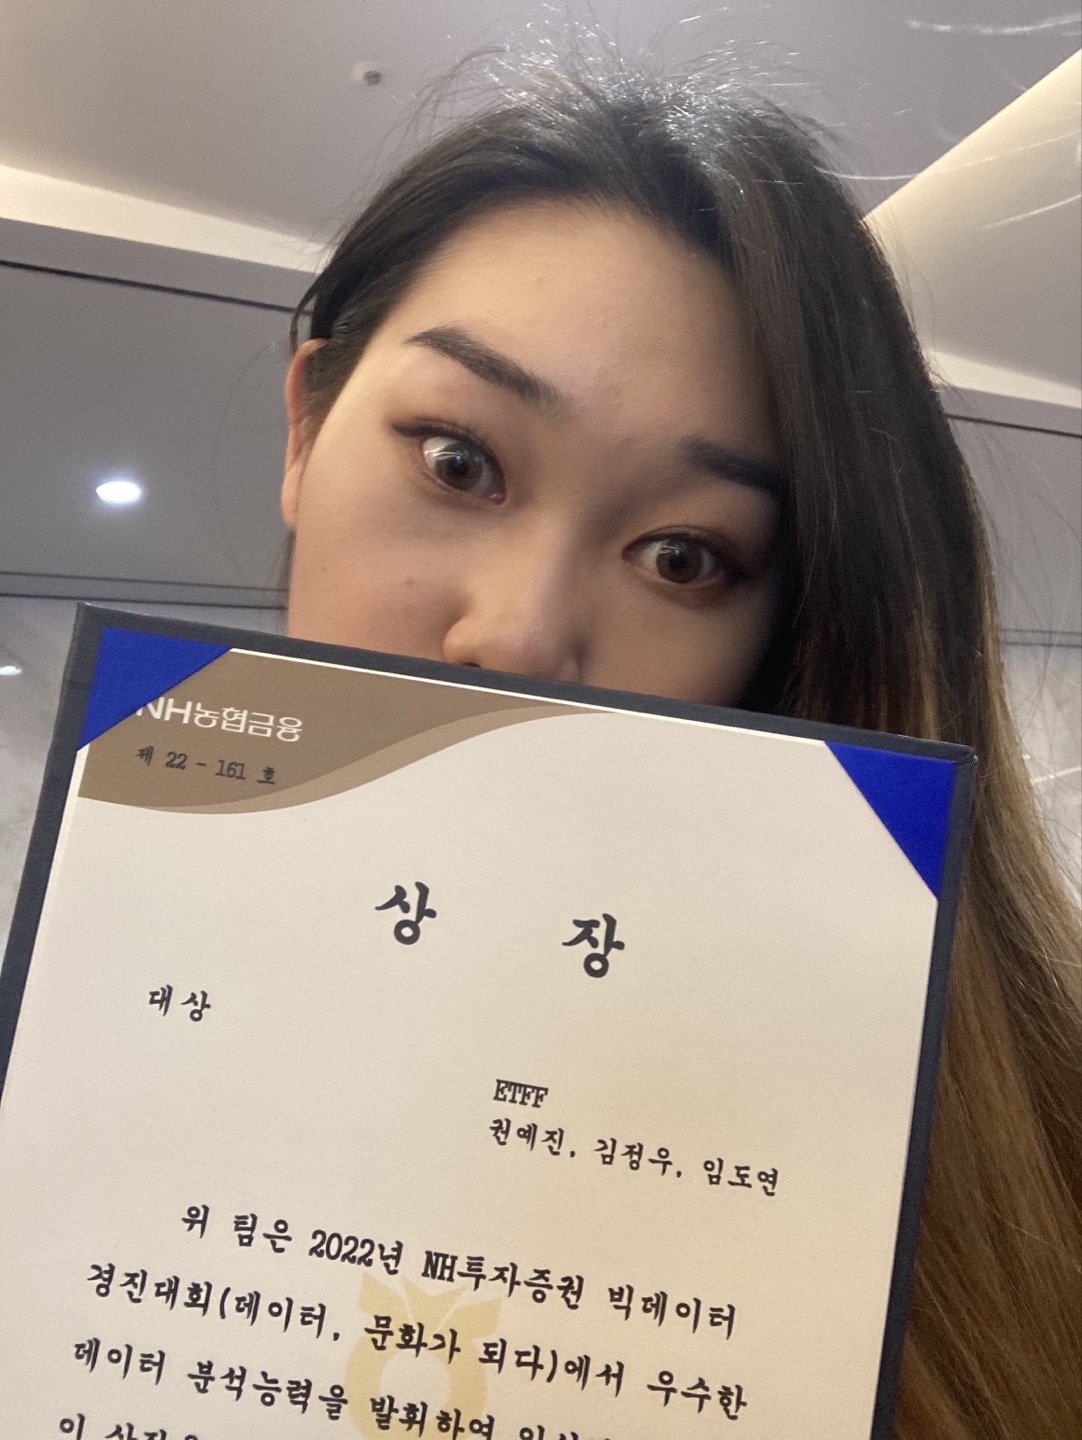 NH농협금융
제 22 - 161 호
상 장
대상
ETFF
권예진, 김정우, 임도연
위 팀은 2022년 NH투자증권 빅데이터
경진대회(데이터, 문화가 되다)에서 우수한
데이터 분석능력을 발휘하여
이